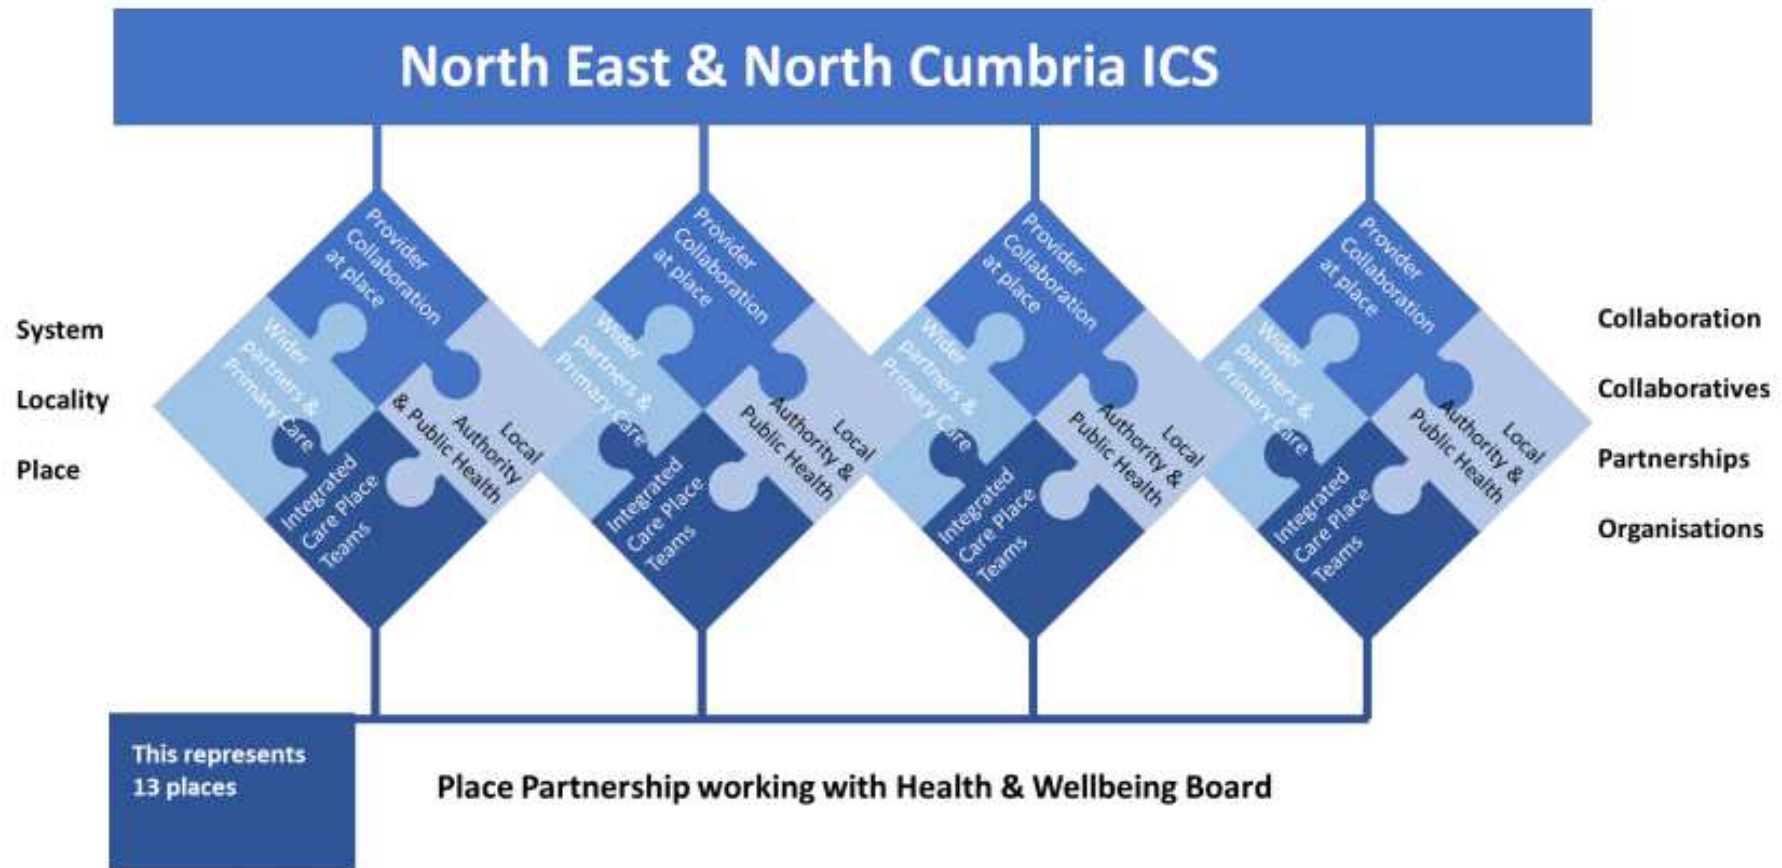 North East & North Cumbria ICS
System
Locality
Place
Provider
Collaboration
at place
Wider
partners &
Primary Care
Local
Authority
& Public Health
Integrated
Care Place
Teams
Provider
Collaboration
at place
Wider
partners &
Primary Care
Local
Authority &
Public Health
Integrated
Care Place
Teams
Provider
Collaboration
at place
Wider
partners &
Primary Care
Local
Authority &
Public Health
Integrated
Care Place
Teams
Provider
Collaboration
at place
Wider
partners &
Primary Care
Local
Authority &
Public Health
Integrated
Care Place
Teams
Collaboration
Collaboratives
Partnerships
Organisations
This represents
13 places
Place Partnership working with Health & Wellbeing Board